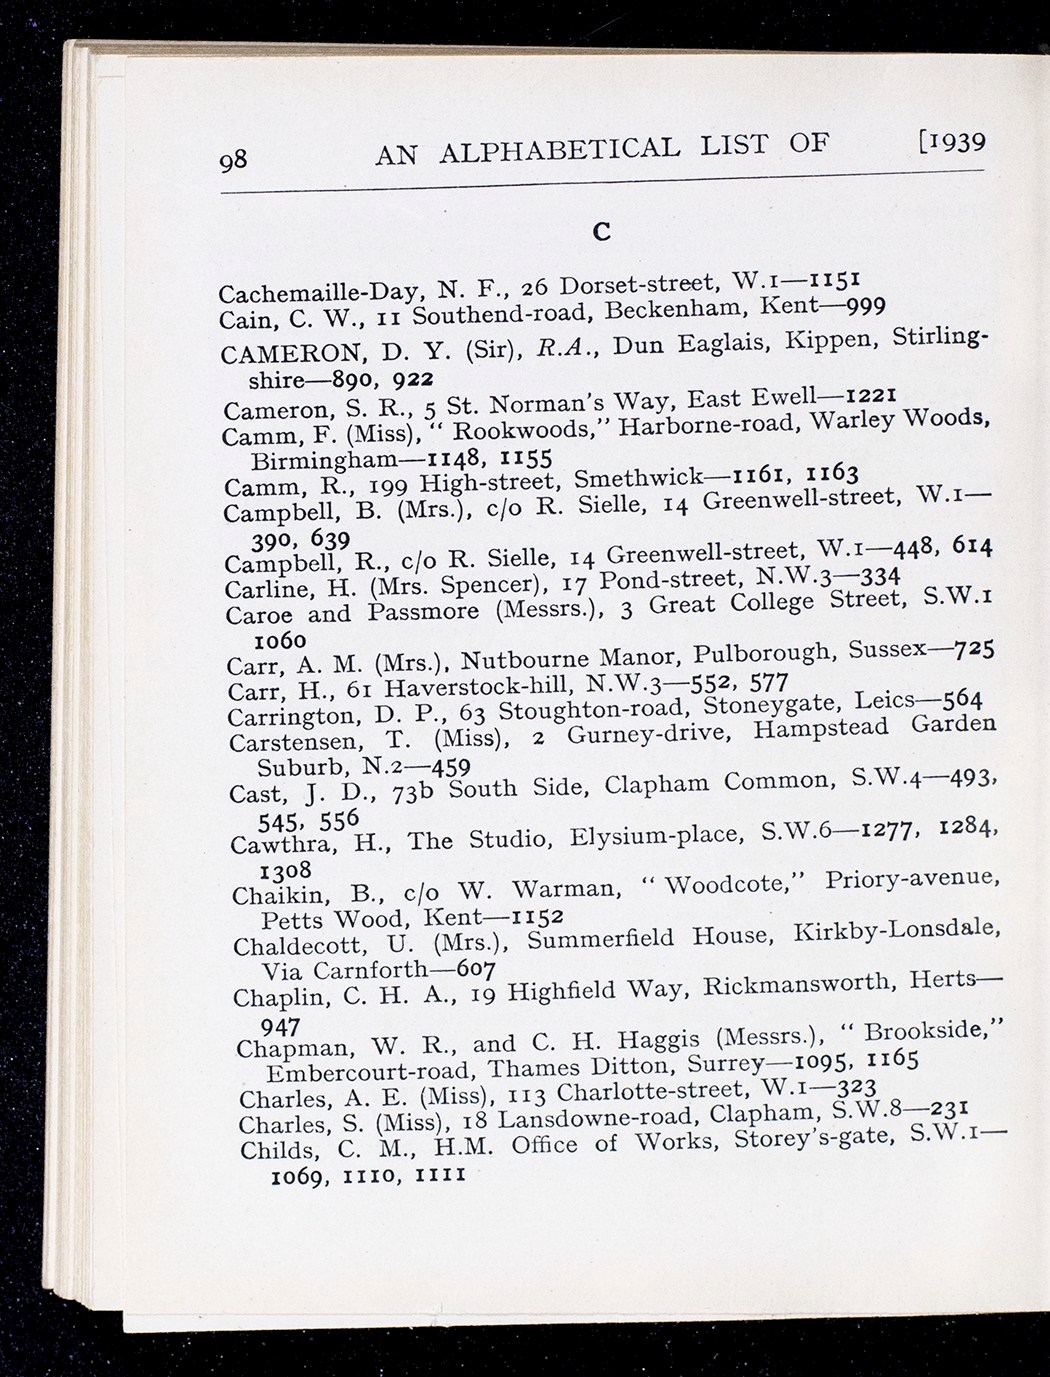 98 AN ALPHABETICAL LIST OF [1939
C
Cachemaille-Day, N. F., 26 Dorset-street, W.1—1151
Cain, C. W., 11 Southend-road, Beckenham, Kent—999
CAMERON, D. Y. (Sir), R.A., Dun Eaglais, Kippen, Stirling-
shire—890, 922
Cameron, S. R., 5 St. Norman's Way, East Ewell—1221
Camm, F. (Miss), “ Rookwoods,” Harborne-road, Warley Woods,
Birmingham—1148, 1155
Camm, R., 199 High-street, Smethwick—1161, 1163
Campbell, B. (Mrs.), c/o R. Sielle, 14 Greenwell-street, W.1—
390, 639
Campbell, R., c/o R. Sielle, 14 Greenwell-street, W.1—448, 614
Carline, H. (Mrs. Spencer), 17 Pond-street, N.W.3—334
Caroe and Passmore (Messrs.), 3 Great College Street, S.W.1
1060
Carr, A. M. (Mrs.), Nutbourne Manor, Pulborough, Sussex—725
Carr, H., 61 Haverstock-hill, N.W.3—552, 577
Carrington, D. P., 63 Stoughton-road, Stoneygate, Leics—564
Carstensen, T. (Miss), 2 Gurney-drive, Hampstead Garden
Suburb, N.2—459
Cast, J. D., 73b South Side, Clapham Common, S.W.4—493,
545, 556
Cawthra, H., The Studio, Elysium-place, S.W.6—1277, 1284,
1308
Chaikin, B., c/o W. Warman, “ Woodcote,” Priory-avenue,
Petts Wood, Kent—1152
Chaldecott, U. (Mrs.), Summerfield House, Kirkby-Lonsdale,
Via Carnforth—607
Chaplin, C. H. A., 19 Highfield Way, Rickmansworth, Herts—
947
Chapman, W. R., and C. H. Haggis (Messrs.), “ Brookside,”
Embercourt-road, Thames Ditton, Surrey—1095, 1165
Charles, A. E. (Miss), 113 Charlotte-street, W.1—323
Charles, S. (Miss), 18 Lansdowne-road, Clapham, S.W.8—231
Childs, C. M., H.M. Office of Works, Storey's-gate, S.W.1—
1069, 1110, 1111